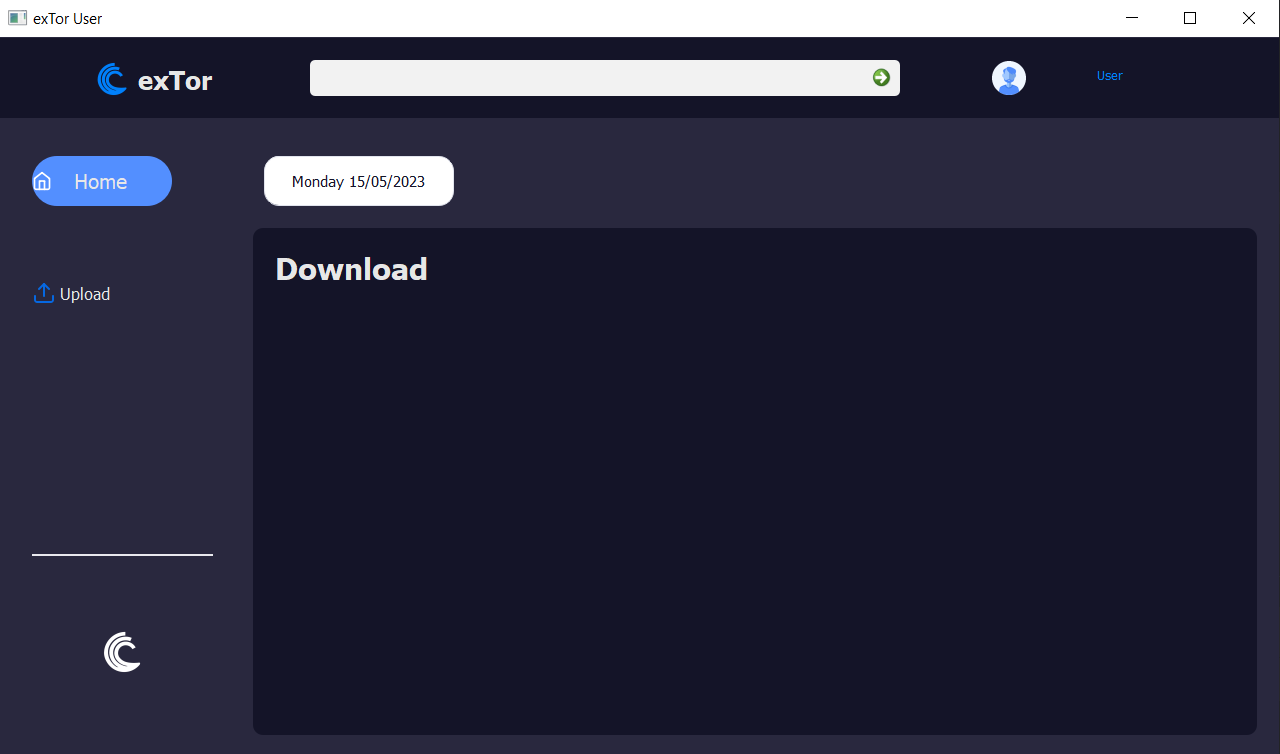 exTor User
exTor
User
Home
Monday 15/05/2023
Download
Upload